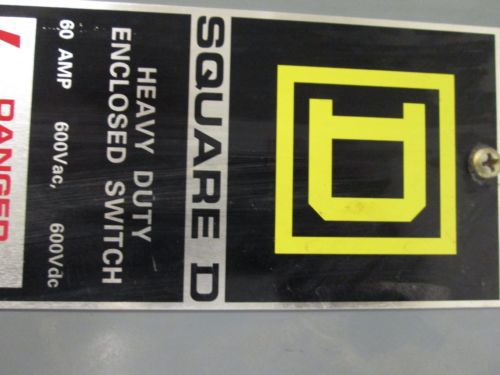 D
SQUARE D
HEAVY DUTY
ENCLOSED SWITCH
60 AMP 600Vac, 600Vdc
DANGER